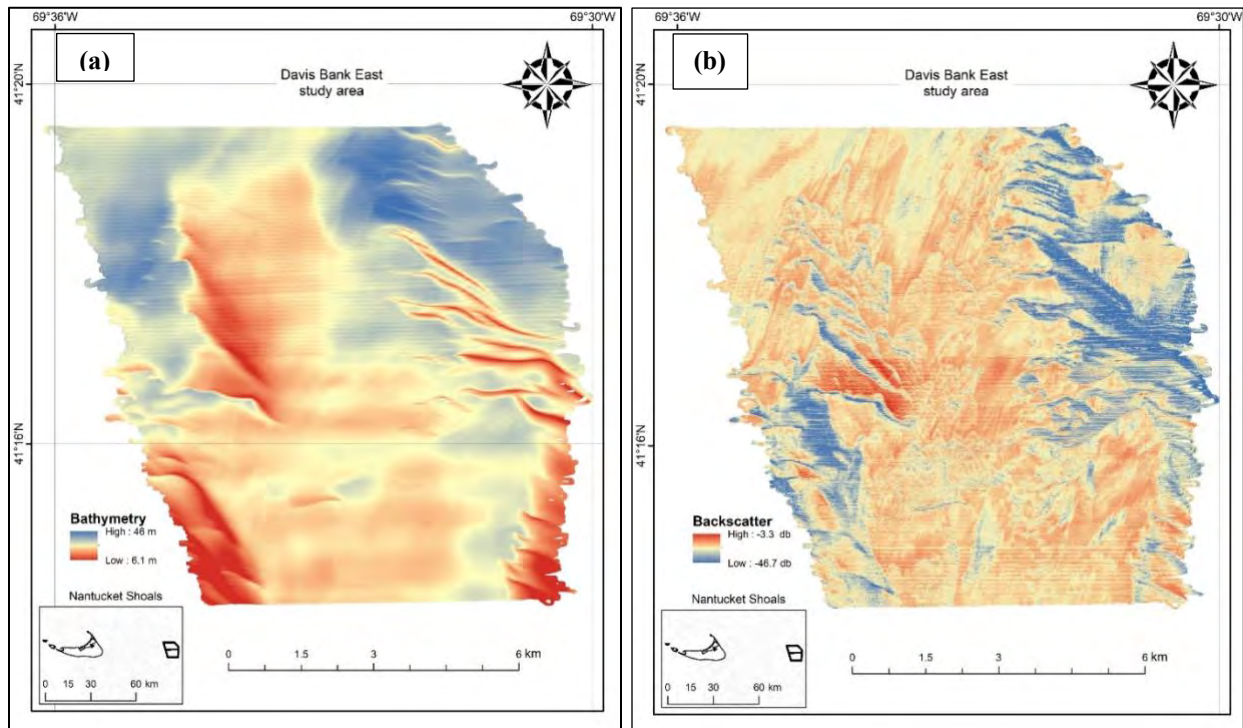 69°36'W
69°30'W
(a)
Davis Bank East
study area
41°20'N
41°16'N
Bathymetry
High : 46 m
Low : 6.1 m
Nantucket Shoals
0 15 30 60 km
0 1.5 3 6 km
69°36'W
69°30'W
(b)
Davis Bank East
study area
41°20'N
41°16'N
Backscatter
High : -3.3 db
Low : -46.7 db
Nantucket Shoals
0 15 30 60 km
0 1.5 3 6 km